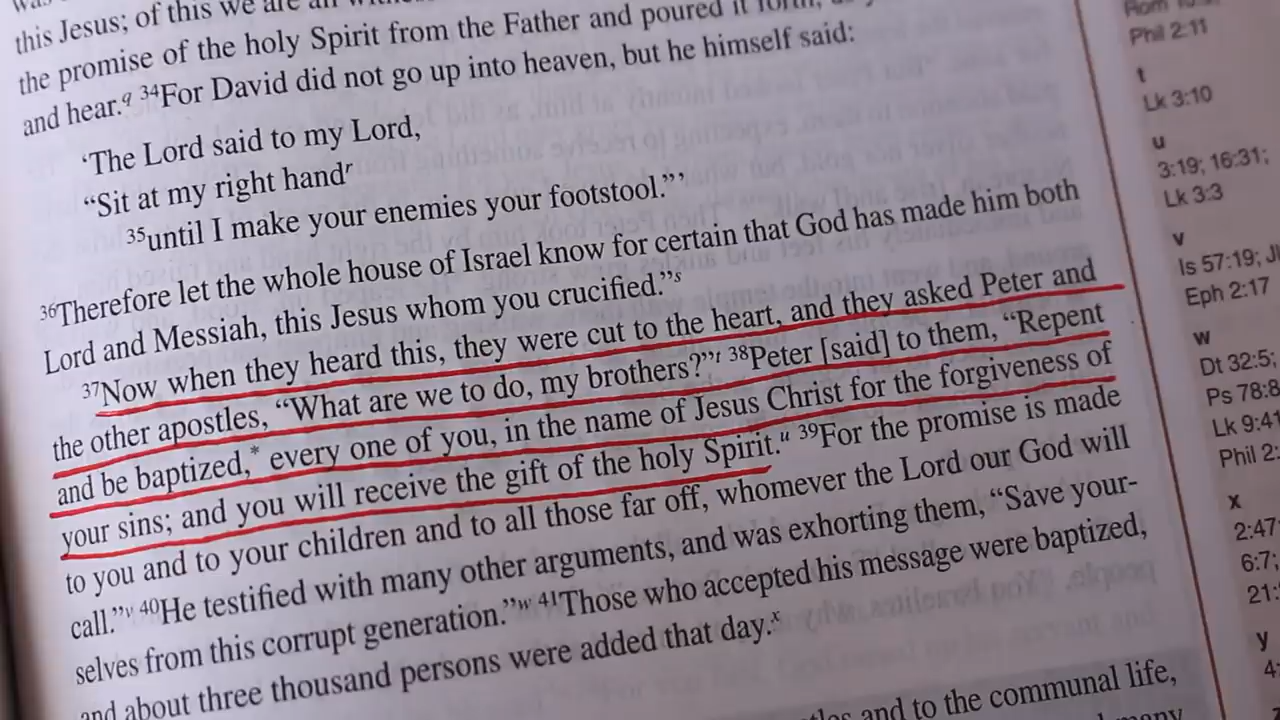 this Jesus; of this we are all
the promise of the holy Spirit from the Father and poured it forth,
and hear.q 34For David did not go up into heaven, but he himself said:
‘The Lord said to my Lord,
“Sit at my right handr
35until I make your enemies your footstool.”’
36Therefore let the whole house of Israel know for certain that God has made him both
Lord and Messiah, this Jesus whom you crucified.”s
37Now when they heard this, they were cut to the heart, and they asked Peter and
the other apostles, “What are we to do, my brothers?”t 38Peter [said] to them, “Repent
and be baptized,* every one of you, in the name of Jesus Christ for the forgiveness of
your sins; and you will receive the gift of the holy Spirit.u 39For the promise is made
to you and to your children and to all those far off, whomever the Lord our God will
call.”v 40He testified with many other arguments, and was exhorting them, “Save your-
selves from this corrupt generation.”w 41Those who accepted his message were baptized,
and about three thousand persons were added that day.x
and to the communal life,
many
Phil 2:11
t
Lk 3:10
u
3:19; 16:31;
Lk 3:3
v
Is 57:19;
Eph 2:17
w
Dt 32:5;
Ps 78:8
Lk 9:41
Phil 2:
x
2:47
6:7;
21:
y
4: